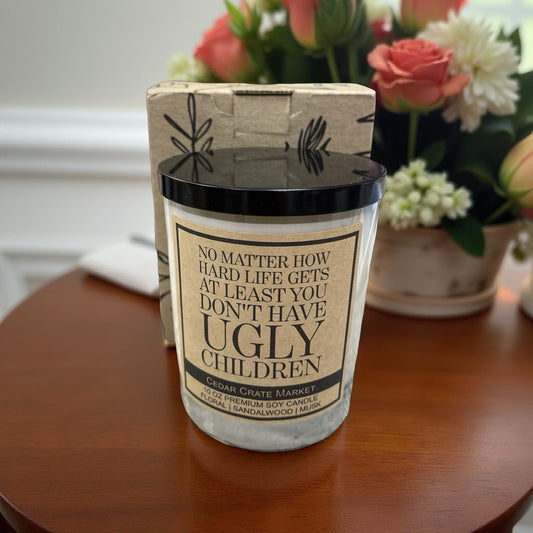 NO MATTER HOW
HARD LIFE GETS
AT LEAST YOU
DON'T HAVE
UGLY
CHILDREN
CEDAR CRATE MARKET
10 OZ PREMIUM SOY CANDLE
FLORAL | SANDALWOOD | MUSK